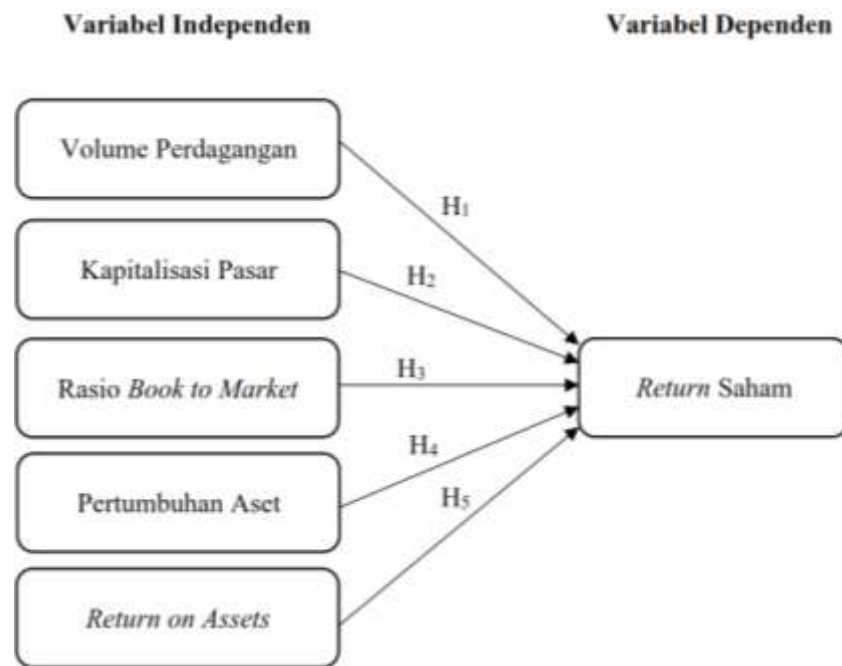 Variabel Independen
Variabel Dependen
Volume Perdagangan
H₁
Kapitalisasi Pasar
H₂
Rasio Book to Market
H₃
Return Saham
H₄
Pertumbuhan Aset
H₅
Return on Assets